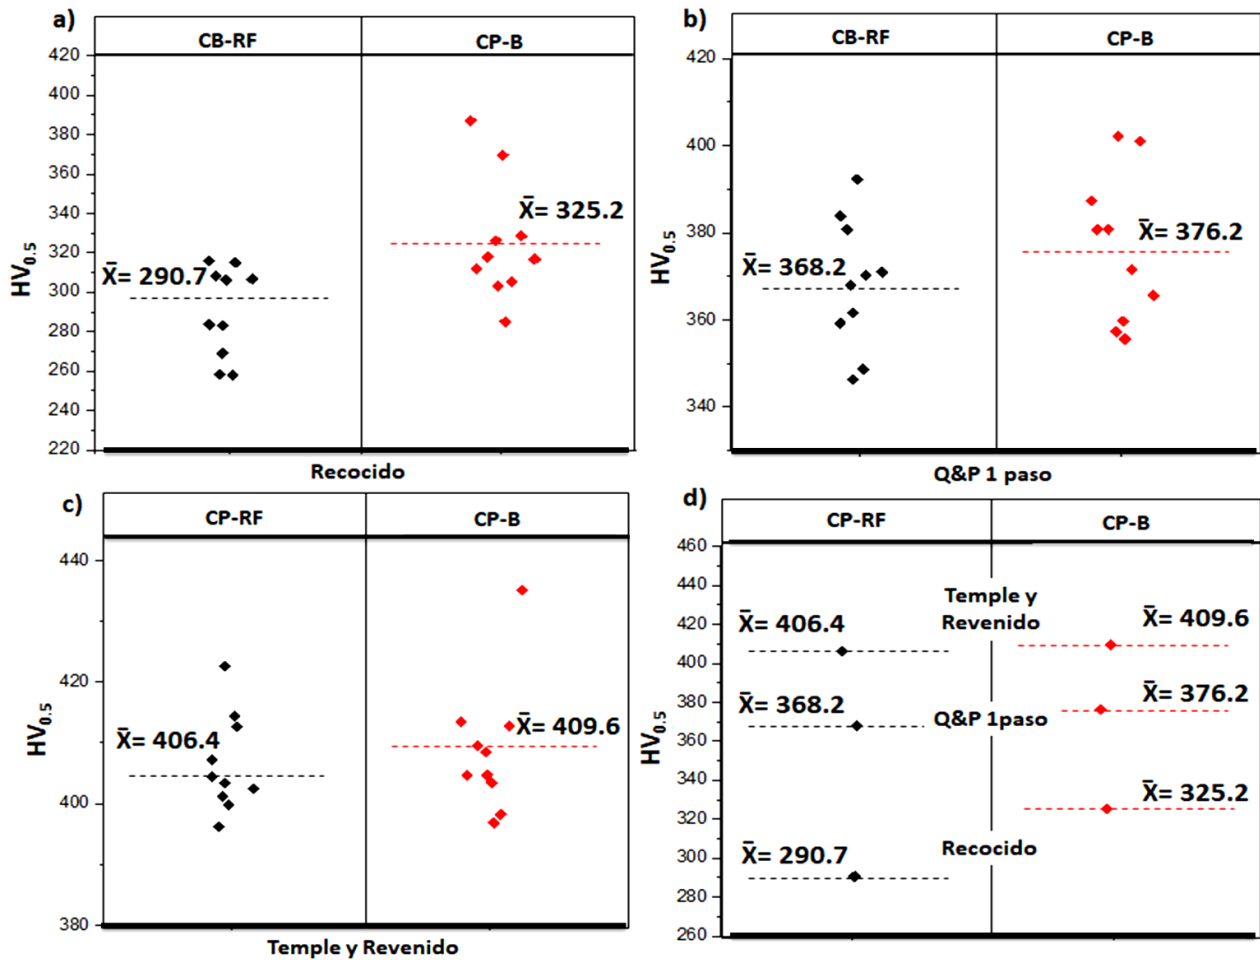 a)
CB-RF
CP-B
420
400
380
360
340
320
300
280
260
240
220
HV0.5
X̄= 290.7
X̄= 325.2
Recocido
b)
CB-RF
CP-B
420
400
380
360
340
HV0.5
X̄= 368.2
X̄= 376.2
Q&P 1 paso
c)
CP-RF
CP-B
440
420
400
380
HV0.5
X̄= 406.4
X̄= 409.6
Temple y Revenido
d)
CP-RF
CP-B
460
440
420
400
380
360
340
320
300
280
260
HV0.5
Temple y
Revenido
X̄= 406.4
X̄= 409.6
X̄= 368.2
Q&P 1paso
X̄= 376.2
X̄= 325.2
X̄= 290.7
Recocido